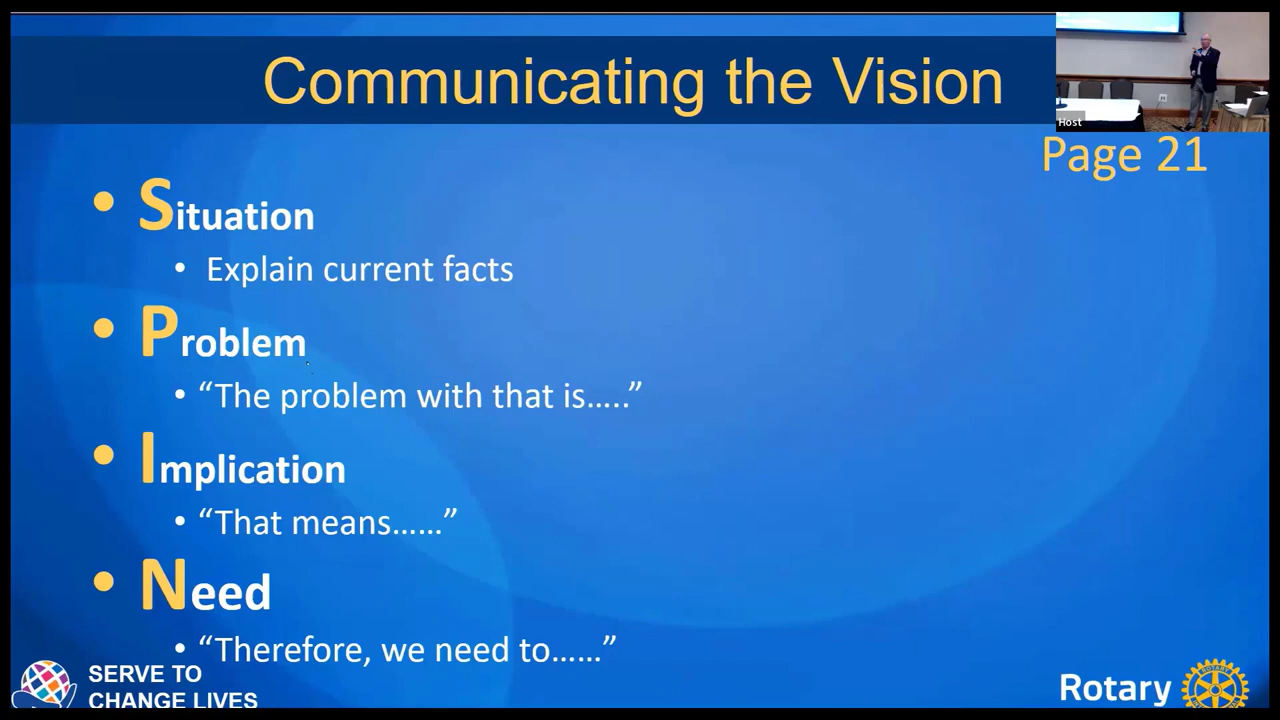 Communicating the Vision
Host
Page 21
• Situation
• Explain current facts
• Problem
• “The problem with that is…..”
• Implication
• “That means……”
• Need
• “Therefore, we need to……”
SERVE TO
CHANGE LIVES
Rotary